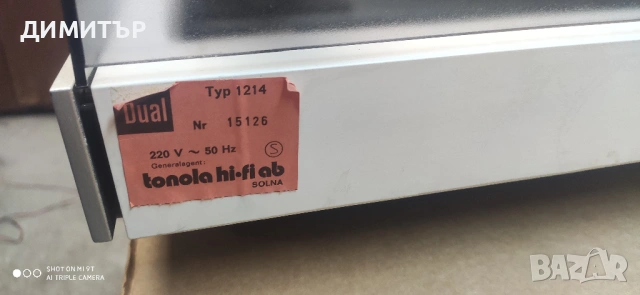 ДИМИТЪР
Dual
Typ 1214
Nr 15126
220 V ~ 50 Hz
S
Generalagent:
tonola hi-fi ab
SOLNA
SHOT ON MI 9T
AI TRIPLE CAMERA
BAZAR